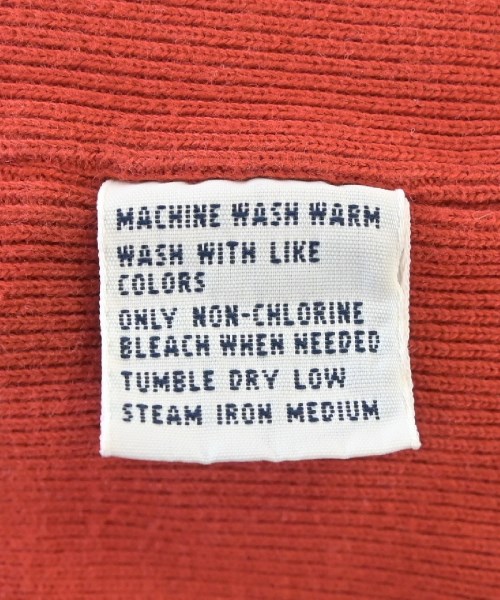 MACHINE WASH WARM
WASH WITH LIKE
COLORS
ONLY NON-CHLORINE
BLEACH WHEN NEEDED
TUMBLE DRY LOW
STEAM IRON MEDIUM